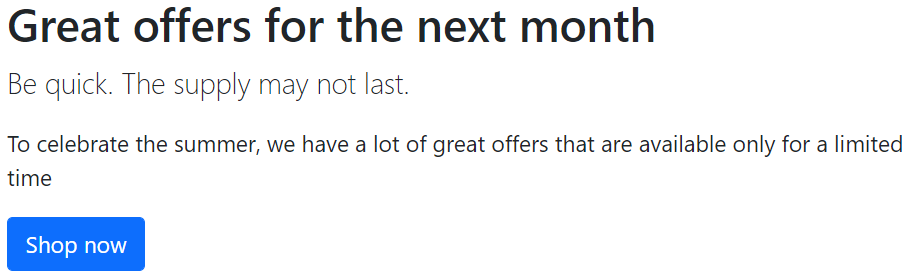 Great offers for the next month
Be quick. The supply may not last.
To celebrate the summer, we have a lot of great offers that are available only for a limited
time
Shop now